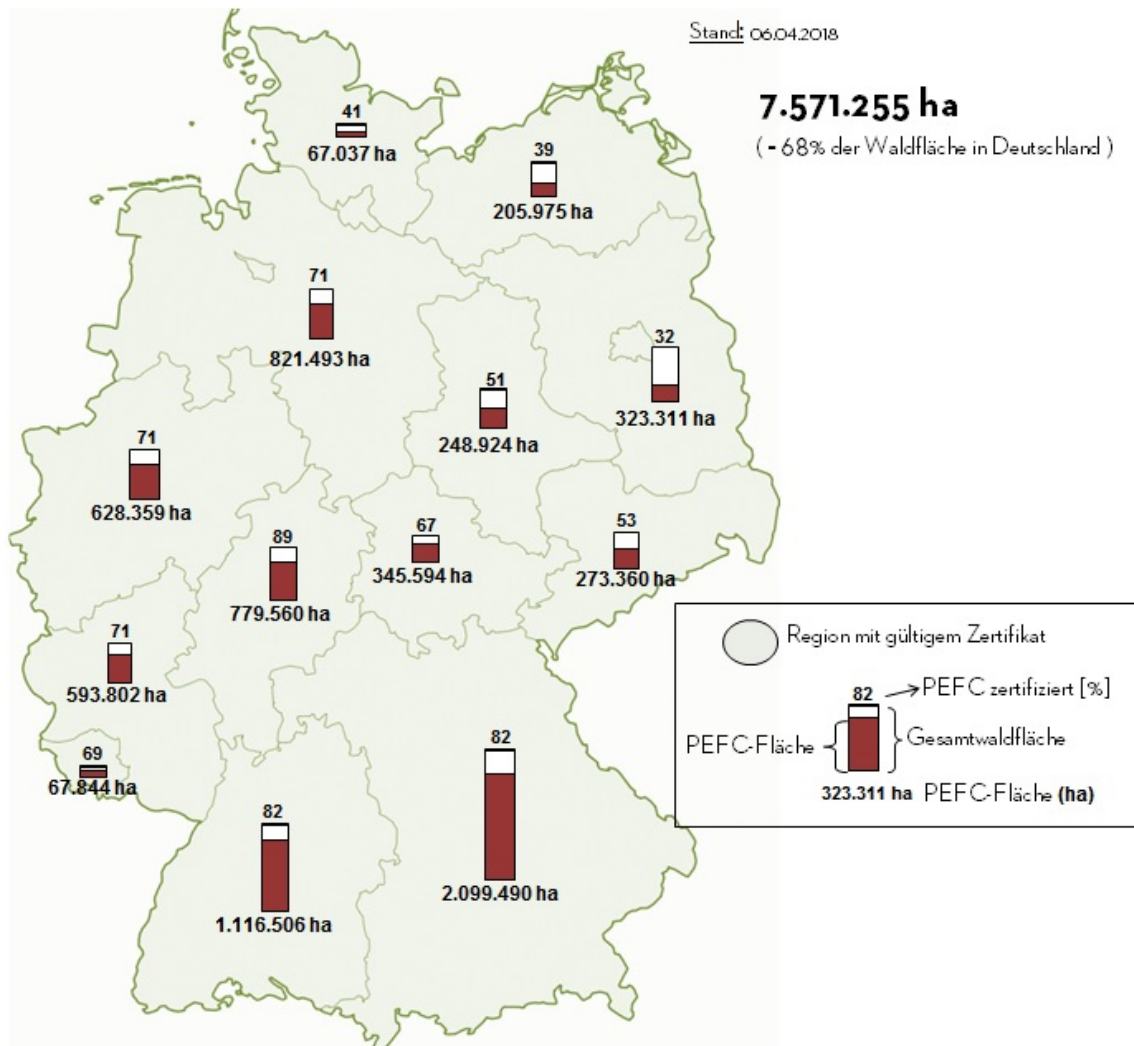 Stand: 06.04.2018
7.571.255 ha
( - 68% der Waldfläche in Deutschland )
41
67.037 ha
39
205.975 ha
71
821.493 ha
32
323.311 ha
51
248.924 ha
71
628.359 ha
89
779.560 ha
67
345.594 ha
53
273.360 ha
71
593.802 ha
69
67.844 ha
82
1.116.506 ha
82
2.099.490 ha
Region mit gültigem Zertifikat
82
PEFC zertifiziert [%]
PEFC-Fläche
Gesamtwaldfläche
323.311 ha PEFC-Fläche (ha)